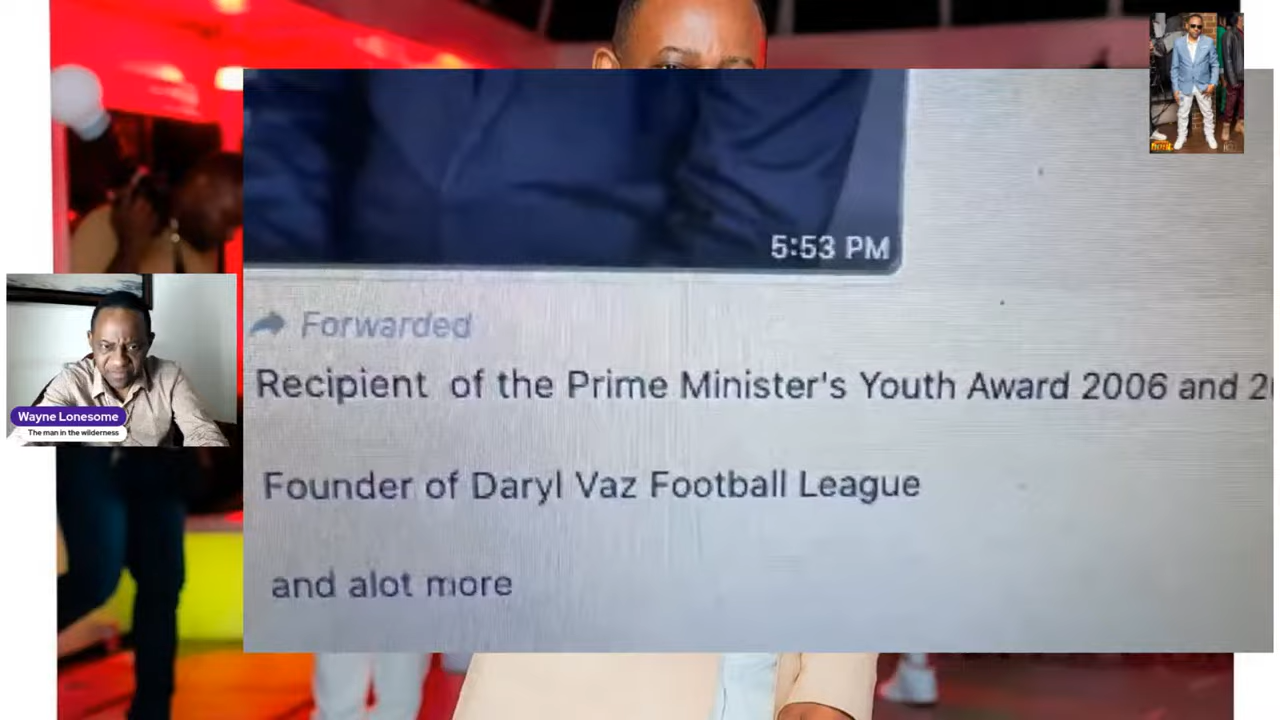 5:53 PM
Forwarded
Recipient of the Prime Minister's Youth Award 2006 and
Founder of Daryl Vaz Football League
and alot more
Wayne Lonesome
The man in the wilderness